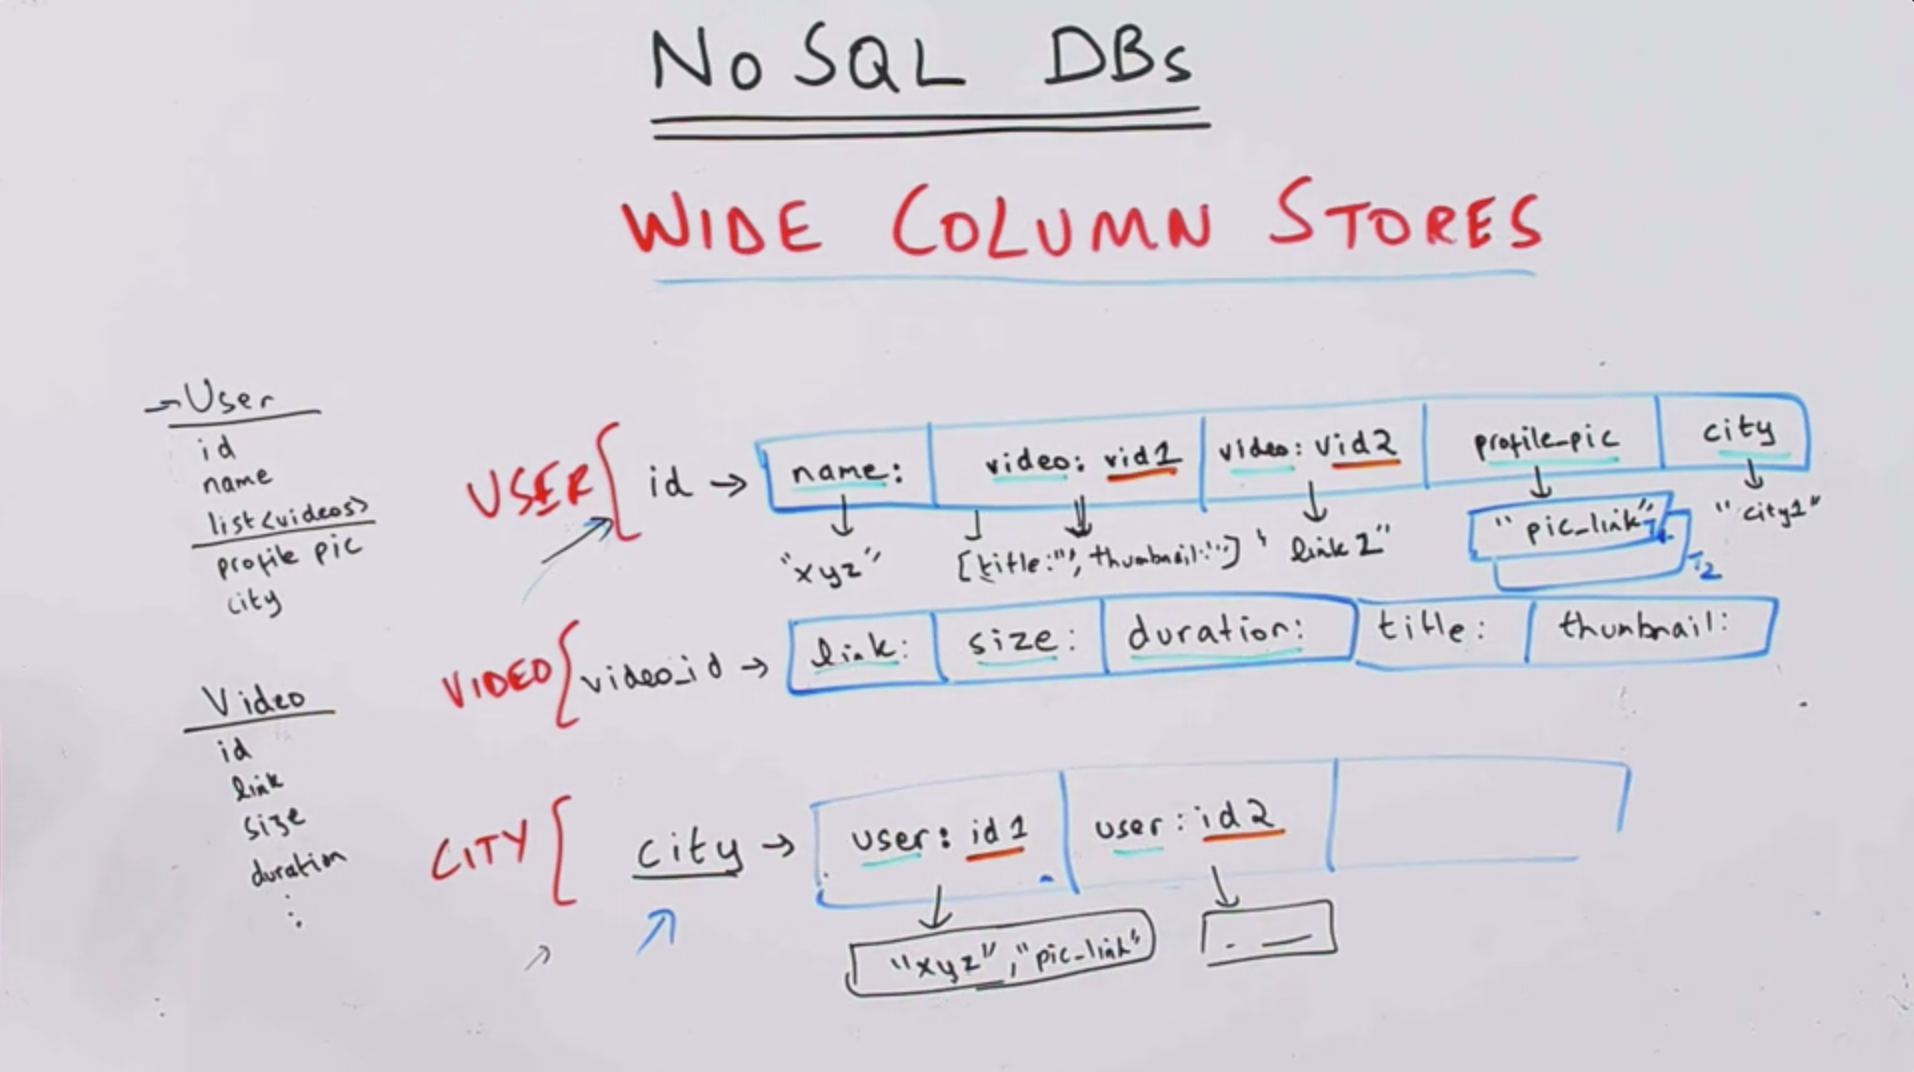 NoSQL DBs
WIDE COLUMN STORES
→User
id
name
list<videos>
profile pic
city
USER { id → name: video: vid1 video: vid2 profile_pic city
"xyz" [title:"", thumbnail:""] "link2" "pic_link" T1 "city1"
T2
VIDEO { video_id → link: size: duration: title: thumbnail:
Video
id
link
size
duration
⋮
CITY { city → user: id1 user: id2
"xyz", "pic_link"